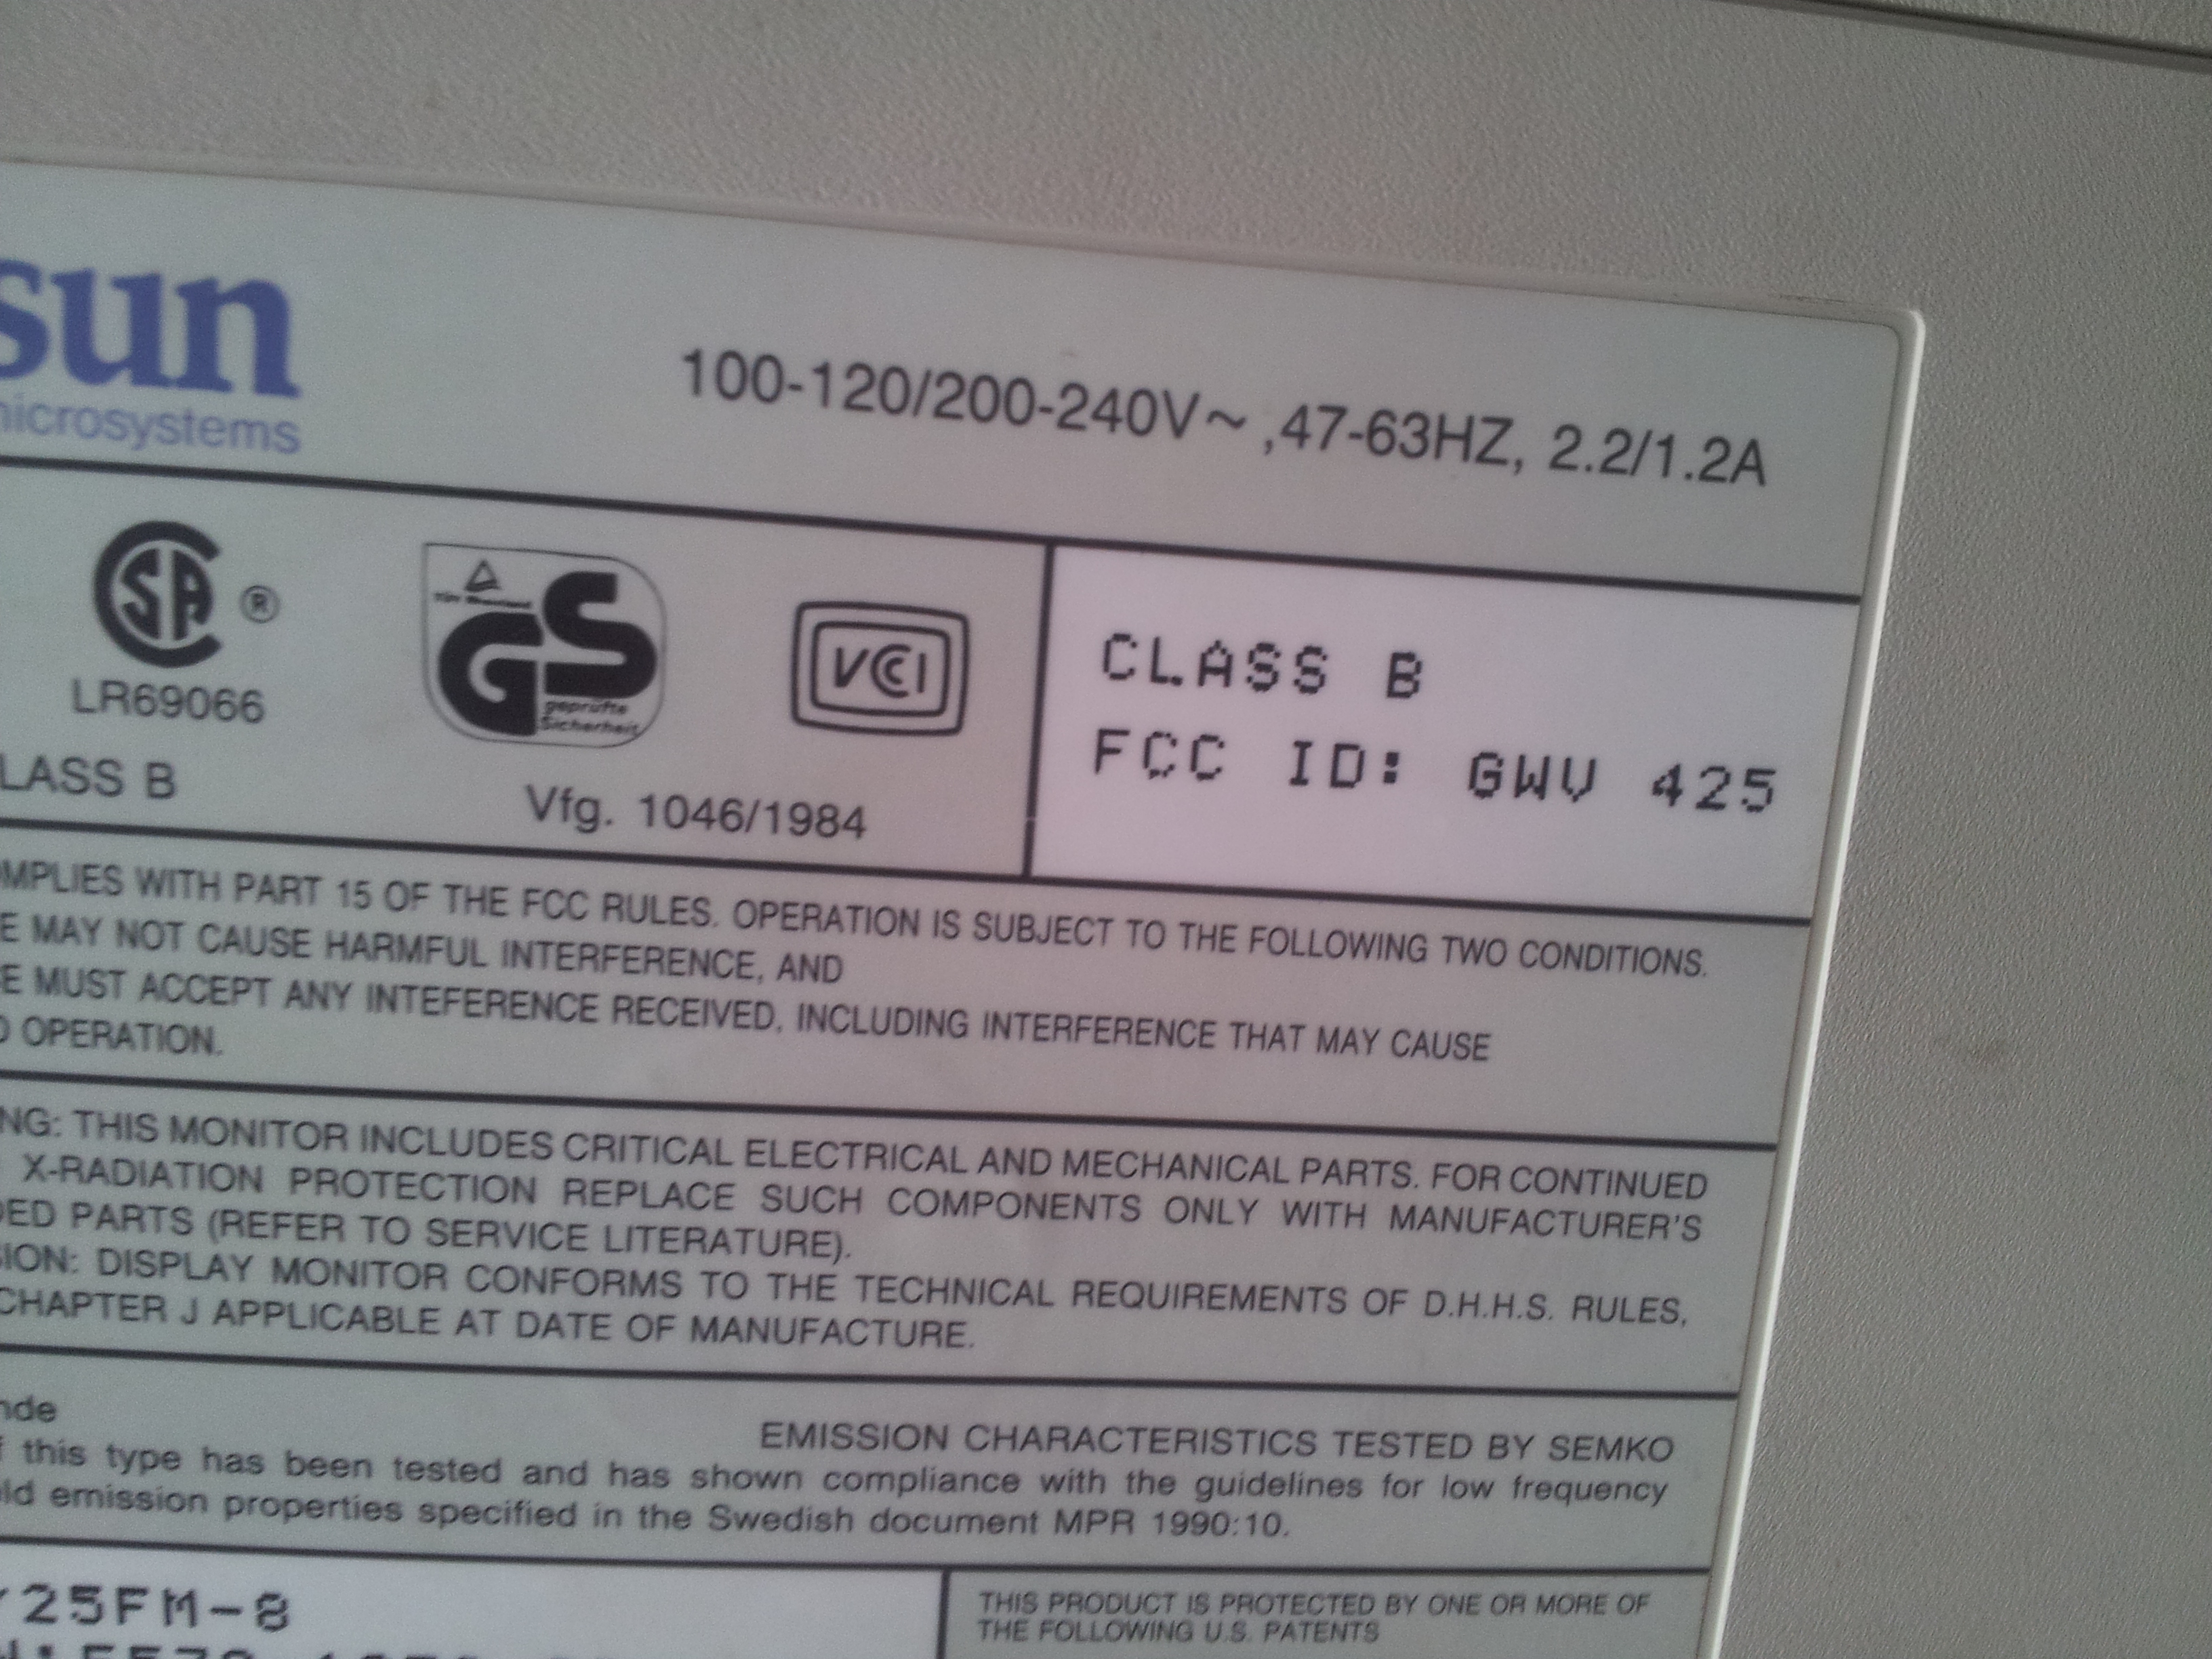 sun
microsystems
100-120/200-240V~ ,47-63HZ, 2.2/1.2A
SA ®
LR69066
GS
geprüfte
Sicherheit
VCCI
CLASS B
FCC ID: GWV 425
LASS B
Vfg. 1046/1984
OMPLIES WITH PART 15 OF THE FCC RULES. OPERATION IS SUBJECT TO THE FOLLOWING TWO CONDITIONS.
E MAY NOT CAUSE HARMFUL INTERFERENCE, AND
E MUST ACCEPT ANY INTEFERENCE RECEIVED, INCLUDING INTERFERENCE THAT MAY CAUSE
D OPERATION.
NG: THIS MONITOR INCLUDES CRITICAL ELECTRICAL AND MECHANICAL PARTS. FOR CONTINUED
X-RADIATION PROTECTION REPLACE SUCH COMPONENTS ONLY WITH MANUFACTURER'S
DED PARTS (REFER TO SERVICE LITERATURE).
SION: DISPLAY MONITOR CONFORMS TO THE TECHNICAL REQUIREMENTS OF D.H.H.S. RULES,
CHAPTER J APPLICABLE AT DATE OF MANUFACTURE.
nde
EMISSION CHARACTERISTICS TESTED BY SEMKO
f this type has been tested and has shown compliance with the guidelines for low frequency
ld emission properties specified in the Swedish document MPR 1990:10.
25FM-8
THIS PRODUCT IS PROTECTED BY ONE OR MORE OF
THE FOLLOWING U.S. PATENTS